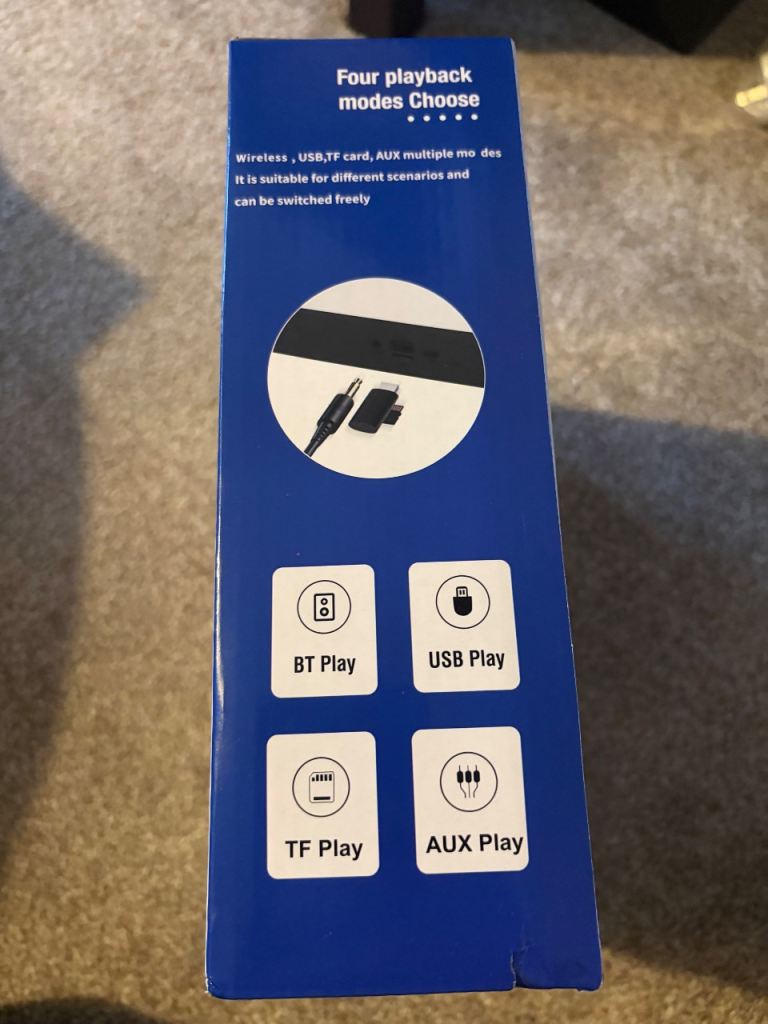 Four playback
modes Choose
Wireless , USB,TF card, AUX multiple mo des
It is suitable for different scenarios and
can be switched freely
BT Play
USB Play
TF Play
AUX Play